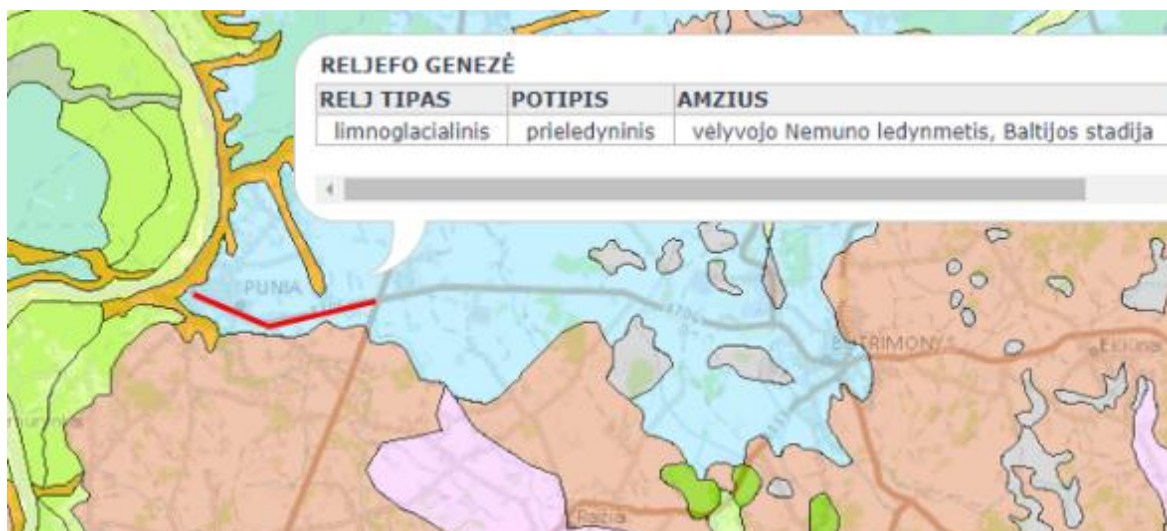 RELJEFO GENEZĖ
RELJ TIPAS POTIPIS AMZIUS
limnoglacialinis prieledyninis vėlyvojo Nemuno ledynmetis, Baltijos stadija
PUNIA
BUTRIMONYS